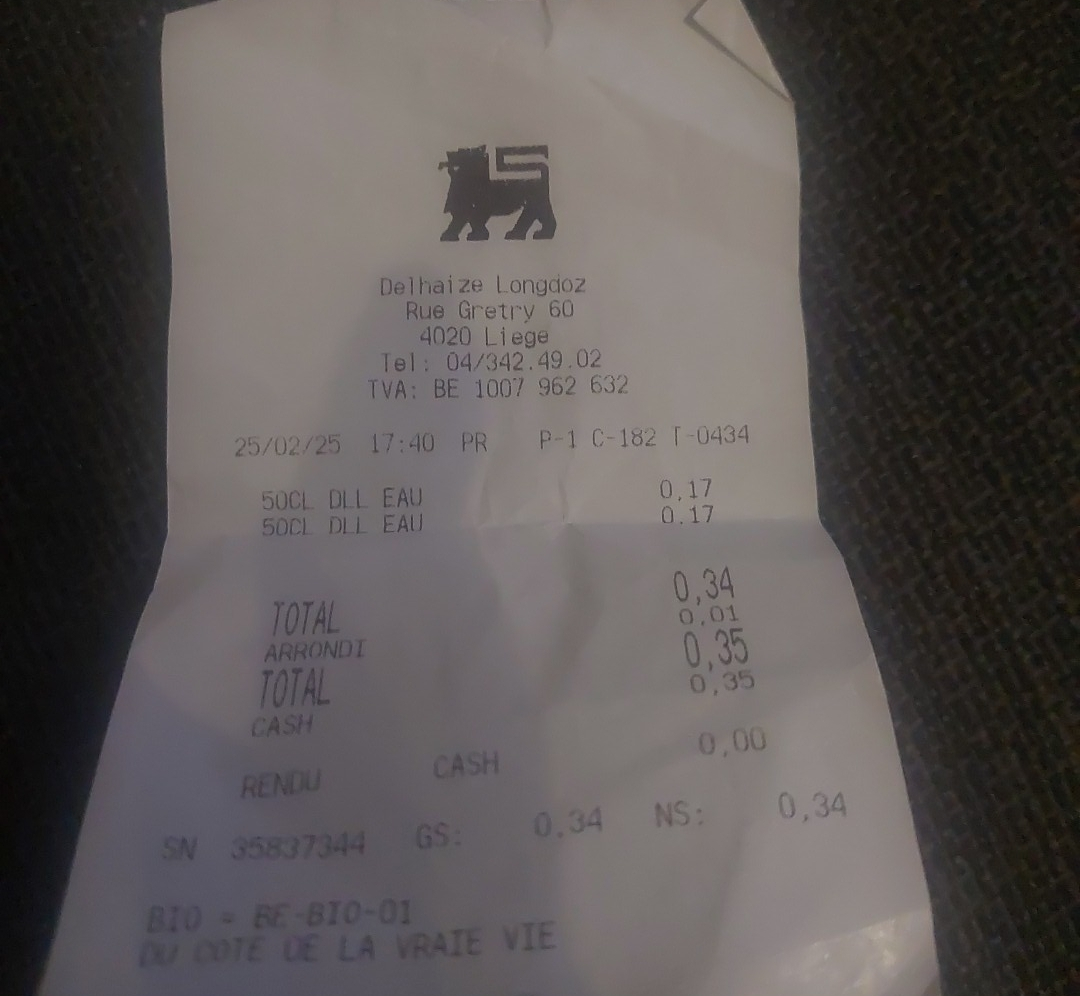 Delhaize Longdoz
Rue Gretry 60
4020 Liege
Tel: 04/342.49.02
TVA: BE 1007 962 632
25/02/25 17:40 PR P-1 C-182 T-0434
50CL DLL EAU 0,17
50CL DLL EAU 0,17
TOTAL 0,34
ARRONDI 0,01
TOTAL 0,35
CASH 0,35
RENDU CASH 0,00
SN 35837344 GS: 0,34 NS: 0,34
BIO = BE-BIO-01
DU COTE DE LA VRAIE VIE